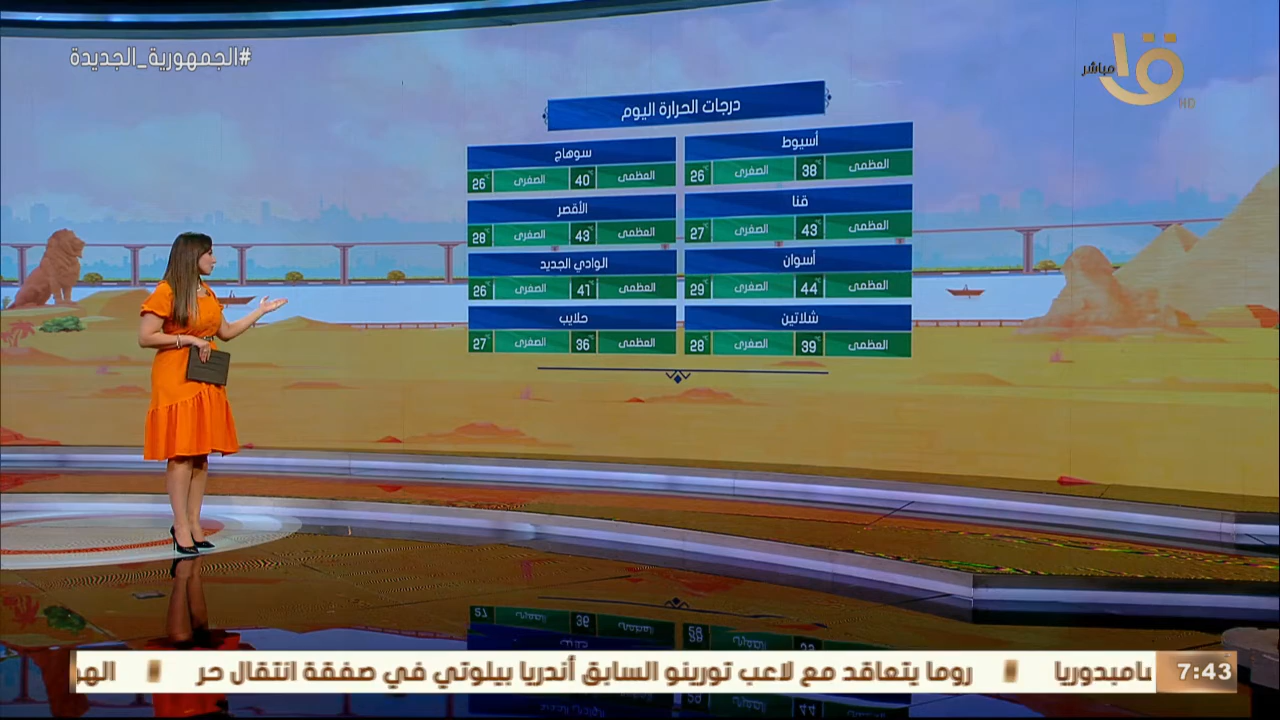 #الجمهورية_الجديدة
مباشر
HD
درجات الحرارة اليوم
أسيوط
العظمى 38°c الصغرى 26°c
سوهاج
العظمى 40°c الصغرى 26°c
قنا
العظمى 43°c الصغرى 27°c
الأقصر
العظمى 43°c الصغرى 28°c
أسوان
العظمى 44°c الصغرى 29°c
الوادي الجديد
العظمى 41°c الصغرى 26°c
شلاتين
العظمى 39°c الصغرى 28°c
حلايب
العظمى 36°c الصغرى 27°c
7:43 سامبدوريا روما يتعاقد مع لاعب تورينو السابق أندريا بيلوتي في صفقة انتقال حر